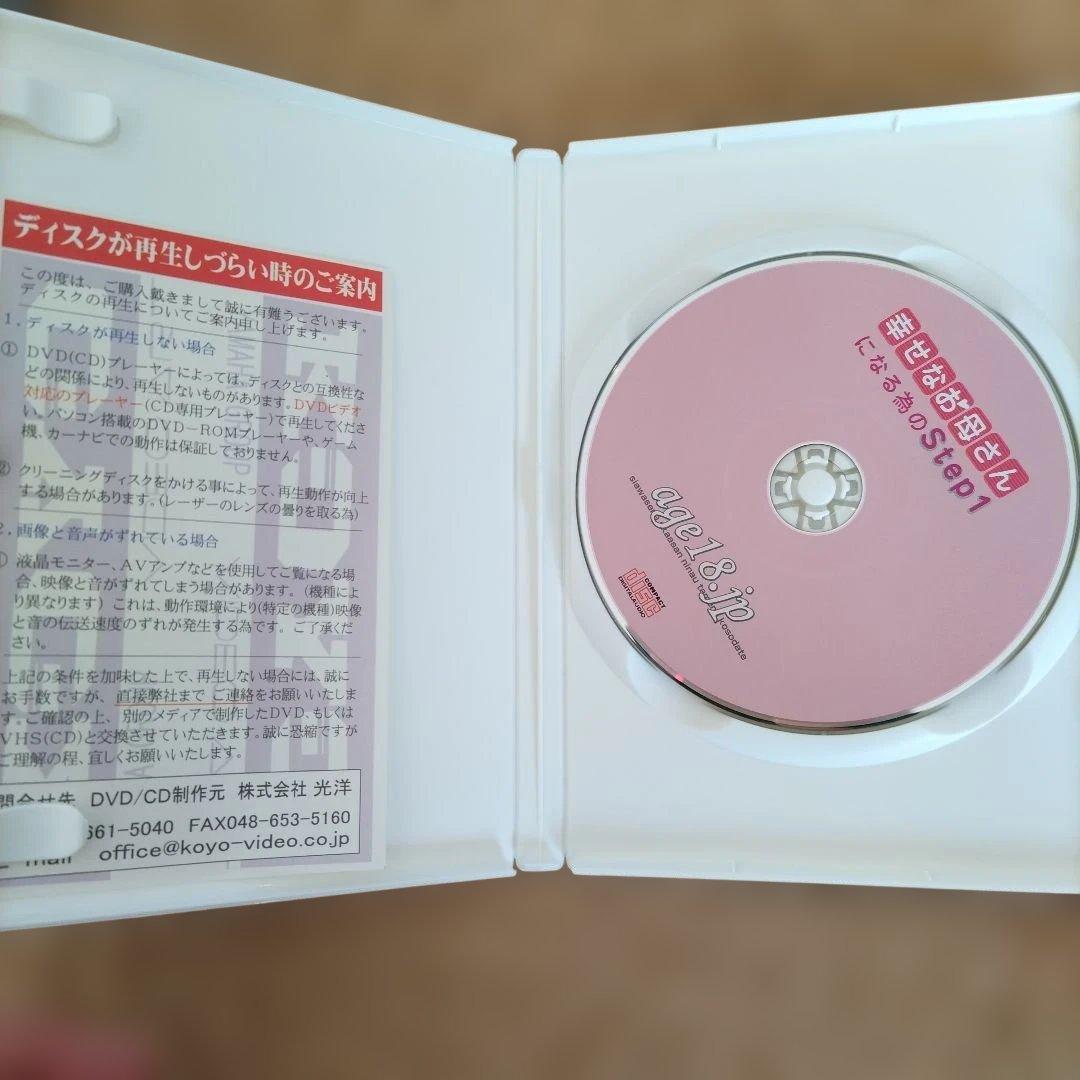 ディスクが再生しづらい時のご案内
この度は、ご購入戴きまして誠に有難うございます。
ディスクの再生についてご案内申し上げます。
1. ディスクが再生しない場合
① DVD(CD)プレーヤーによっては、ディスクとの互換性な
どの関係により、再生しないものがあります。DVDビデオ
対応のプレーヤー(CD専用プレーヤー)で再生してくださ
い。パソコン搭載のDVD-ROMプレーヤーや、ゲーム
機、カーナビでの動作は保証しておりません。
② クリーニングディスクをかける事によって、再生動作が向上
する場合があります。(レーザーのレンズの曇りを取る為)
2. 画像と音声がずれている場合
① 液晶モニター、AVアンプなどを使用してご覧になる場
合、映像と音がずれてしまう場合があります。(機種によ
り異なります) これは、動作環境により(特定の機種)映像
と音の伝送速度のずれが発生する為です。ご了承くだ
さい。
上記の条件を加味した上で、再生しない場合には、誠に
お手数ですが、直接弊社まで ご連絡をお願いいたしま
す。ご確認の上、別のメディアで制作したDVD、もしくは
VHS(CD)と交換させていただきます。誠に恐縮ですが
ご理解の程、宜しくお願いいたします。
問合せ先 DVD/CD制作元 株式会社 光洋
661-5040 FAX048-653-5160
mail office@koyo-video.co.jp
幸せなお母さん
になる為のStep1
age18.jp
kosodate
COMPACT
disc
DIGITAL AUDIO